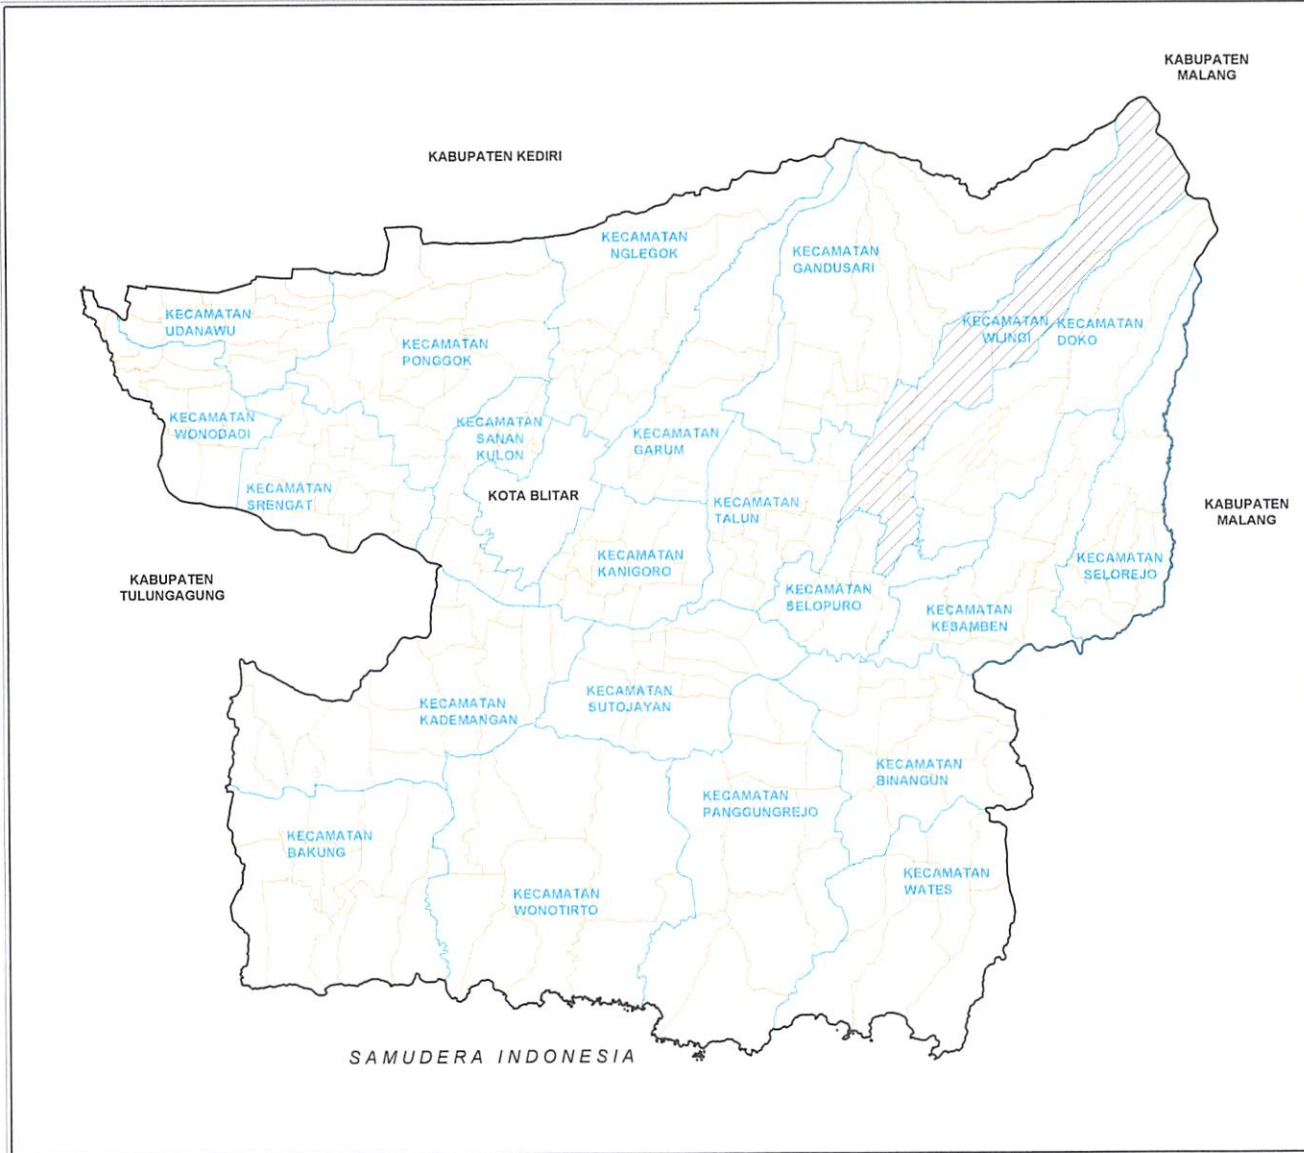 KABUPATEN
MALANG
KABUPATEN KEDIRI
KECAMATAN
NGLEGOK
KECAMATAN
GANDUSARI
KECAMATAN
UDANAWU
KECAMATAN
PONGGOK
KECAMATAN
WLINGI
KECAMATAN
DOKO
KECAMATAN
WONODADI
KECAMATAN
SANAN
KULON
KECAMATAN
GARUM
KECAMATAN
SRENGAT
KOTA BLITAR
KECAMATAN
TALUN
KABUPATEN
MALANG
KECAMATAN
KANIGORO
KECAMATAN
SELOREJO
KABUPATEN
TULUNGAGUNG
KECAMATAN
SELOPURO
KECAMATAN
KESAMBEN
KECAMATAN
KADEMANGAN
KECAMATAN
SUTOJAYAN
KECAMATAN
BINANGUN
KECAMATAN
PANGGUNGREJO
KECAMATAN
BAKUNG
KECAMATAN
WATES
KECAMATAN
WONOTIRTO
SAMUDERA INDONESIA